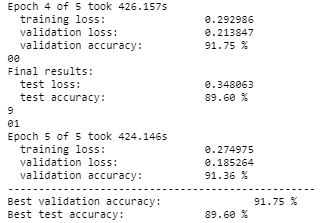 Epoch 4 of 5 took 426.157s
training loss: 0.292986
validation loss: 0.213847
validation accuracy: 91.75 %
00
Final results:
test loss: 0.348063
test accuracy: 89.60 %
9
01
Epoch 5 of 5 took 424.146s
training loss: 0.274975
validation loss: 0.185264
validation accuracy: 91.36 %
--------------------------------------------------
Best validation accuracy: 91.75 %
Best test accuracy: 89.60 %